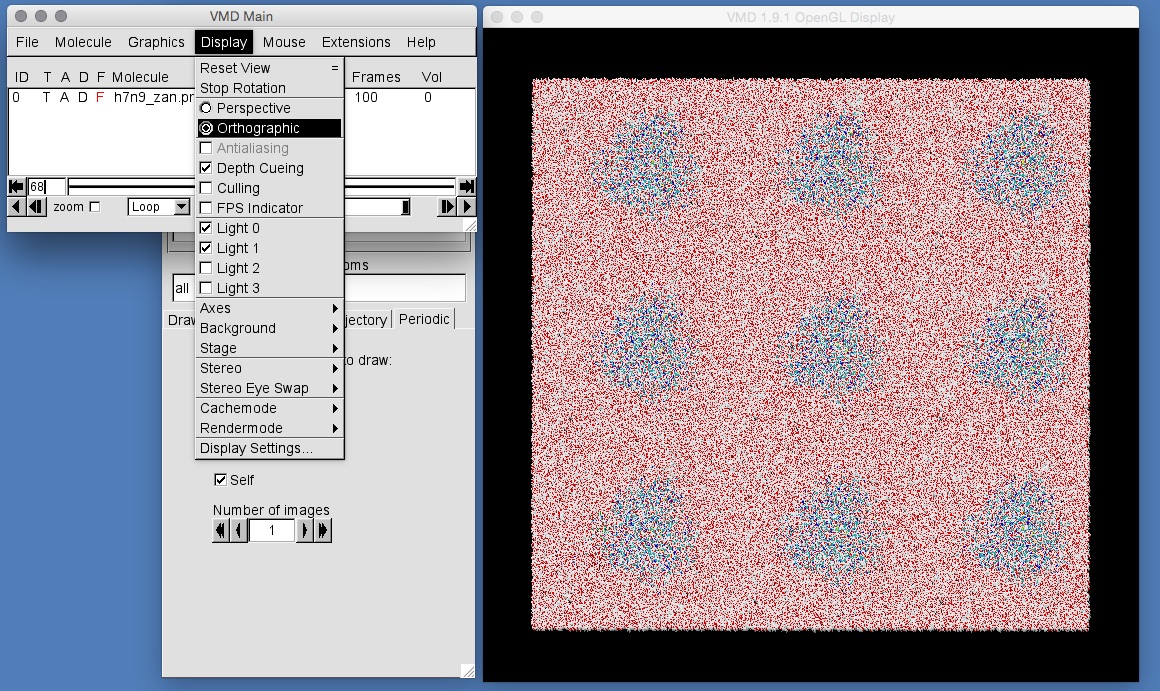 VMD Main
File Molecule Graphics Display Mouse Extensions Help
ID T A D F Molecule Frames Vol
0 T A D F h7n9_zan.pr 100 0
68
zoom Loop
Reset View =
Stop Rotation
Perspective
Orthographic
Antialiasing
Depth Cueing
Culling
FPS Indicator
Light 0
Light 1
Light 2
Light 3
Axes
Background
Stage
Stereo
Stereo Eye Swap
Cachemode
Rendermode
Display Settings...
oms
all
Draw jectory Periodic
to draw:
Self
Number of images
1
VMD 1.9.1 OpenGL Display